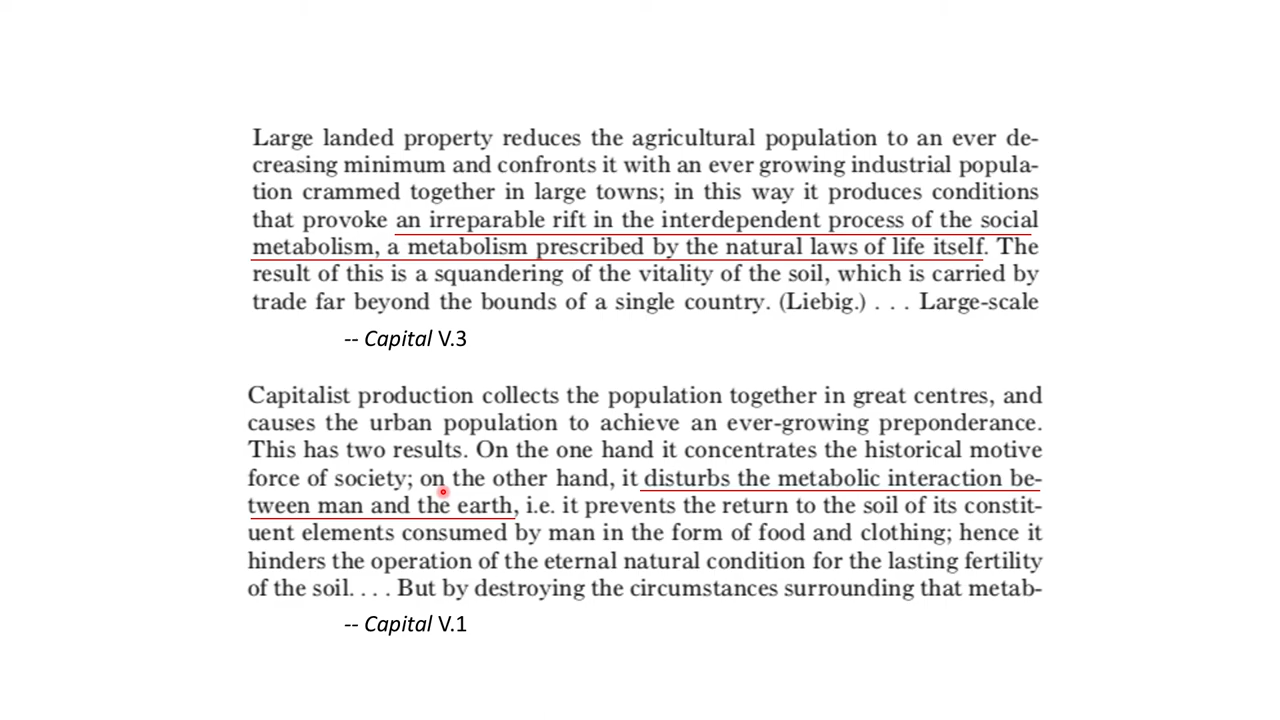 Large landed property reduces the agricultural population to an ever de-
creasing minimum and confronts it with an ever growing industrial popula-
tion crammed together in large towns; in this way it produces conditions
that provoke an irreparable rift in the interdependent process of the social
metabolism, a metabolism prescribed by the natural laws of life itself. The
result of this is a squandering of the vitality of the soil, which is carried by
trade far beyond the bounds of a single country. (Liebig.) . . . Large-scale
-- Capital V.3
Capitalist production collects the population together in great centres, and
causes the urban population to achieve an ever-growing preponderance.
This has two results. On the one hand it concentrates the historical motive
force of society; on the other hand, it disturbs the metabolic interaction be-
tween man and the earth, i.e. it prevents the return to the soil of its constit-
uent elements consumed by man in the form of food and clothing; hence it
hinders the operation of the eternal natural condition for the lasting fertility
of the soil. . . . But by destroying the circumstances surrounding that metab-
-- Capital V.1